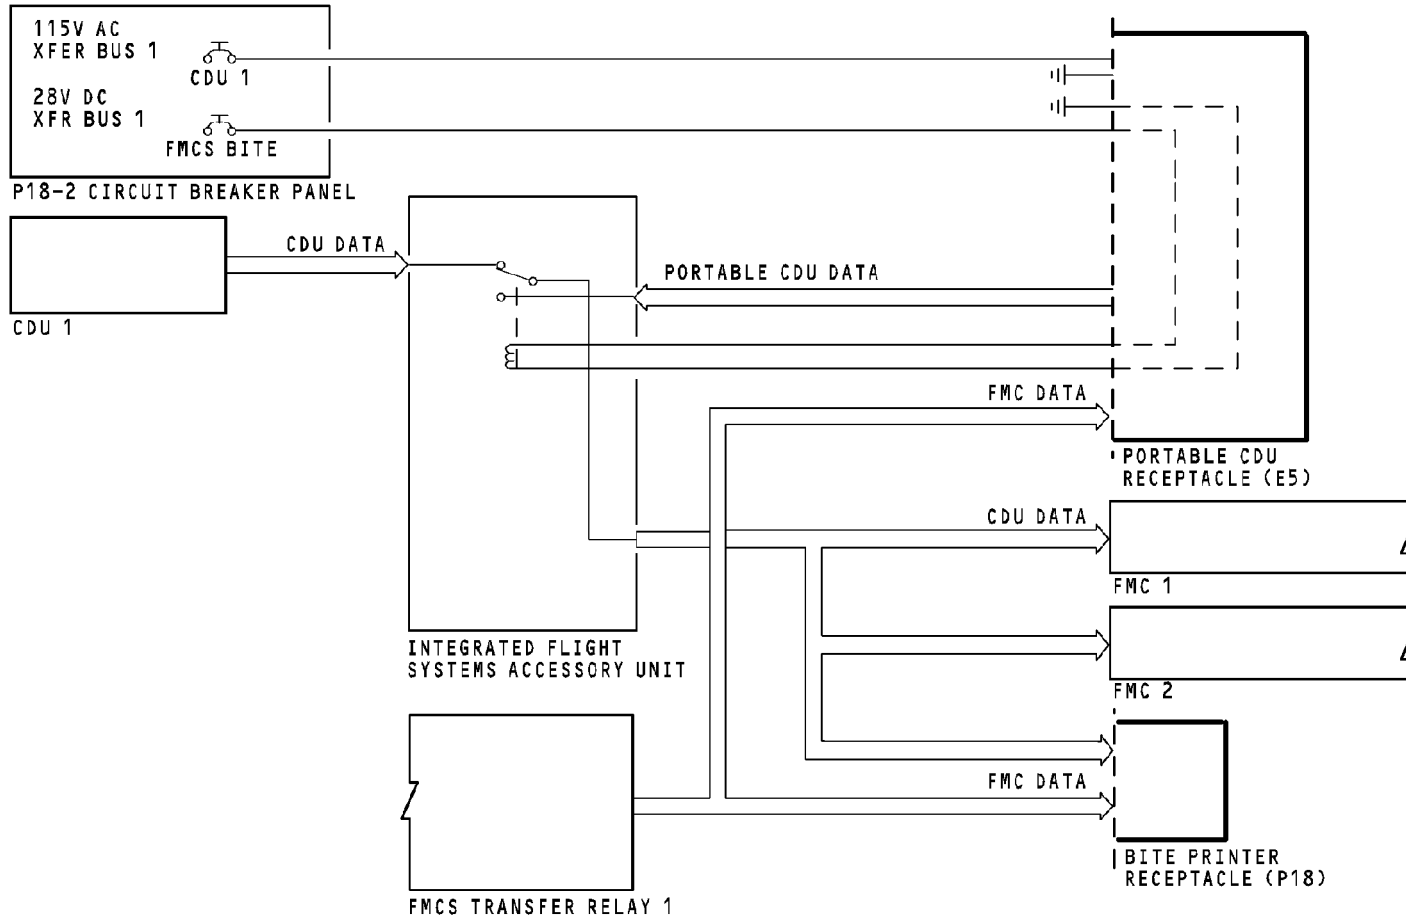 115V AC
XFER BUS 1
CDU 1
28V DC
XFR BUS 1
FMCS BITE
P18-2 CIRCUIT BREAKER PANEL
CDU DATA
CDU 1
PORTABLE CDU DATA
FMC DATA
PORTABLE CDU
RECEPTACLE (E5)
CDU DATA
FMC 1
INTEGRATED FLIGHT
SYSTEMS ACCESSORY UNIT
FMC 2
FMC DATA
BITE PRINTER
RECEPTACLE (P18)
FMCS TRANSFER RELAY 1